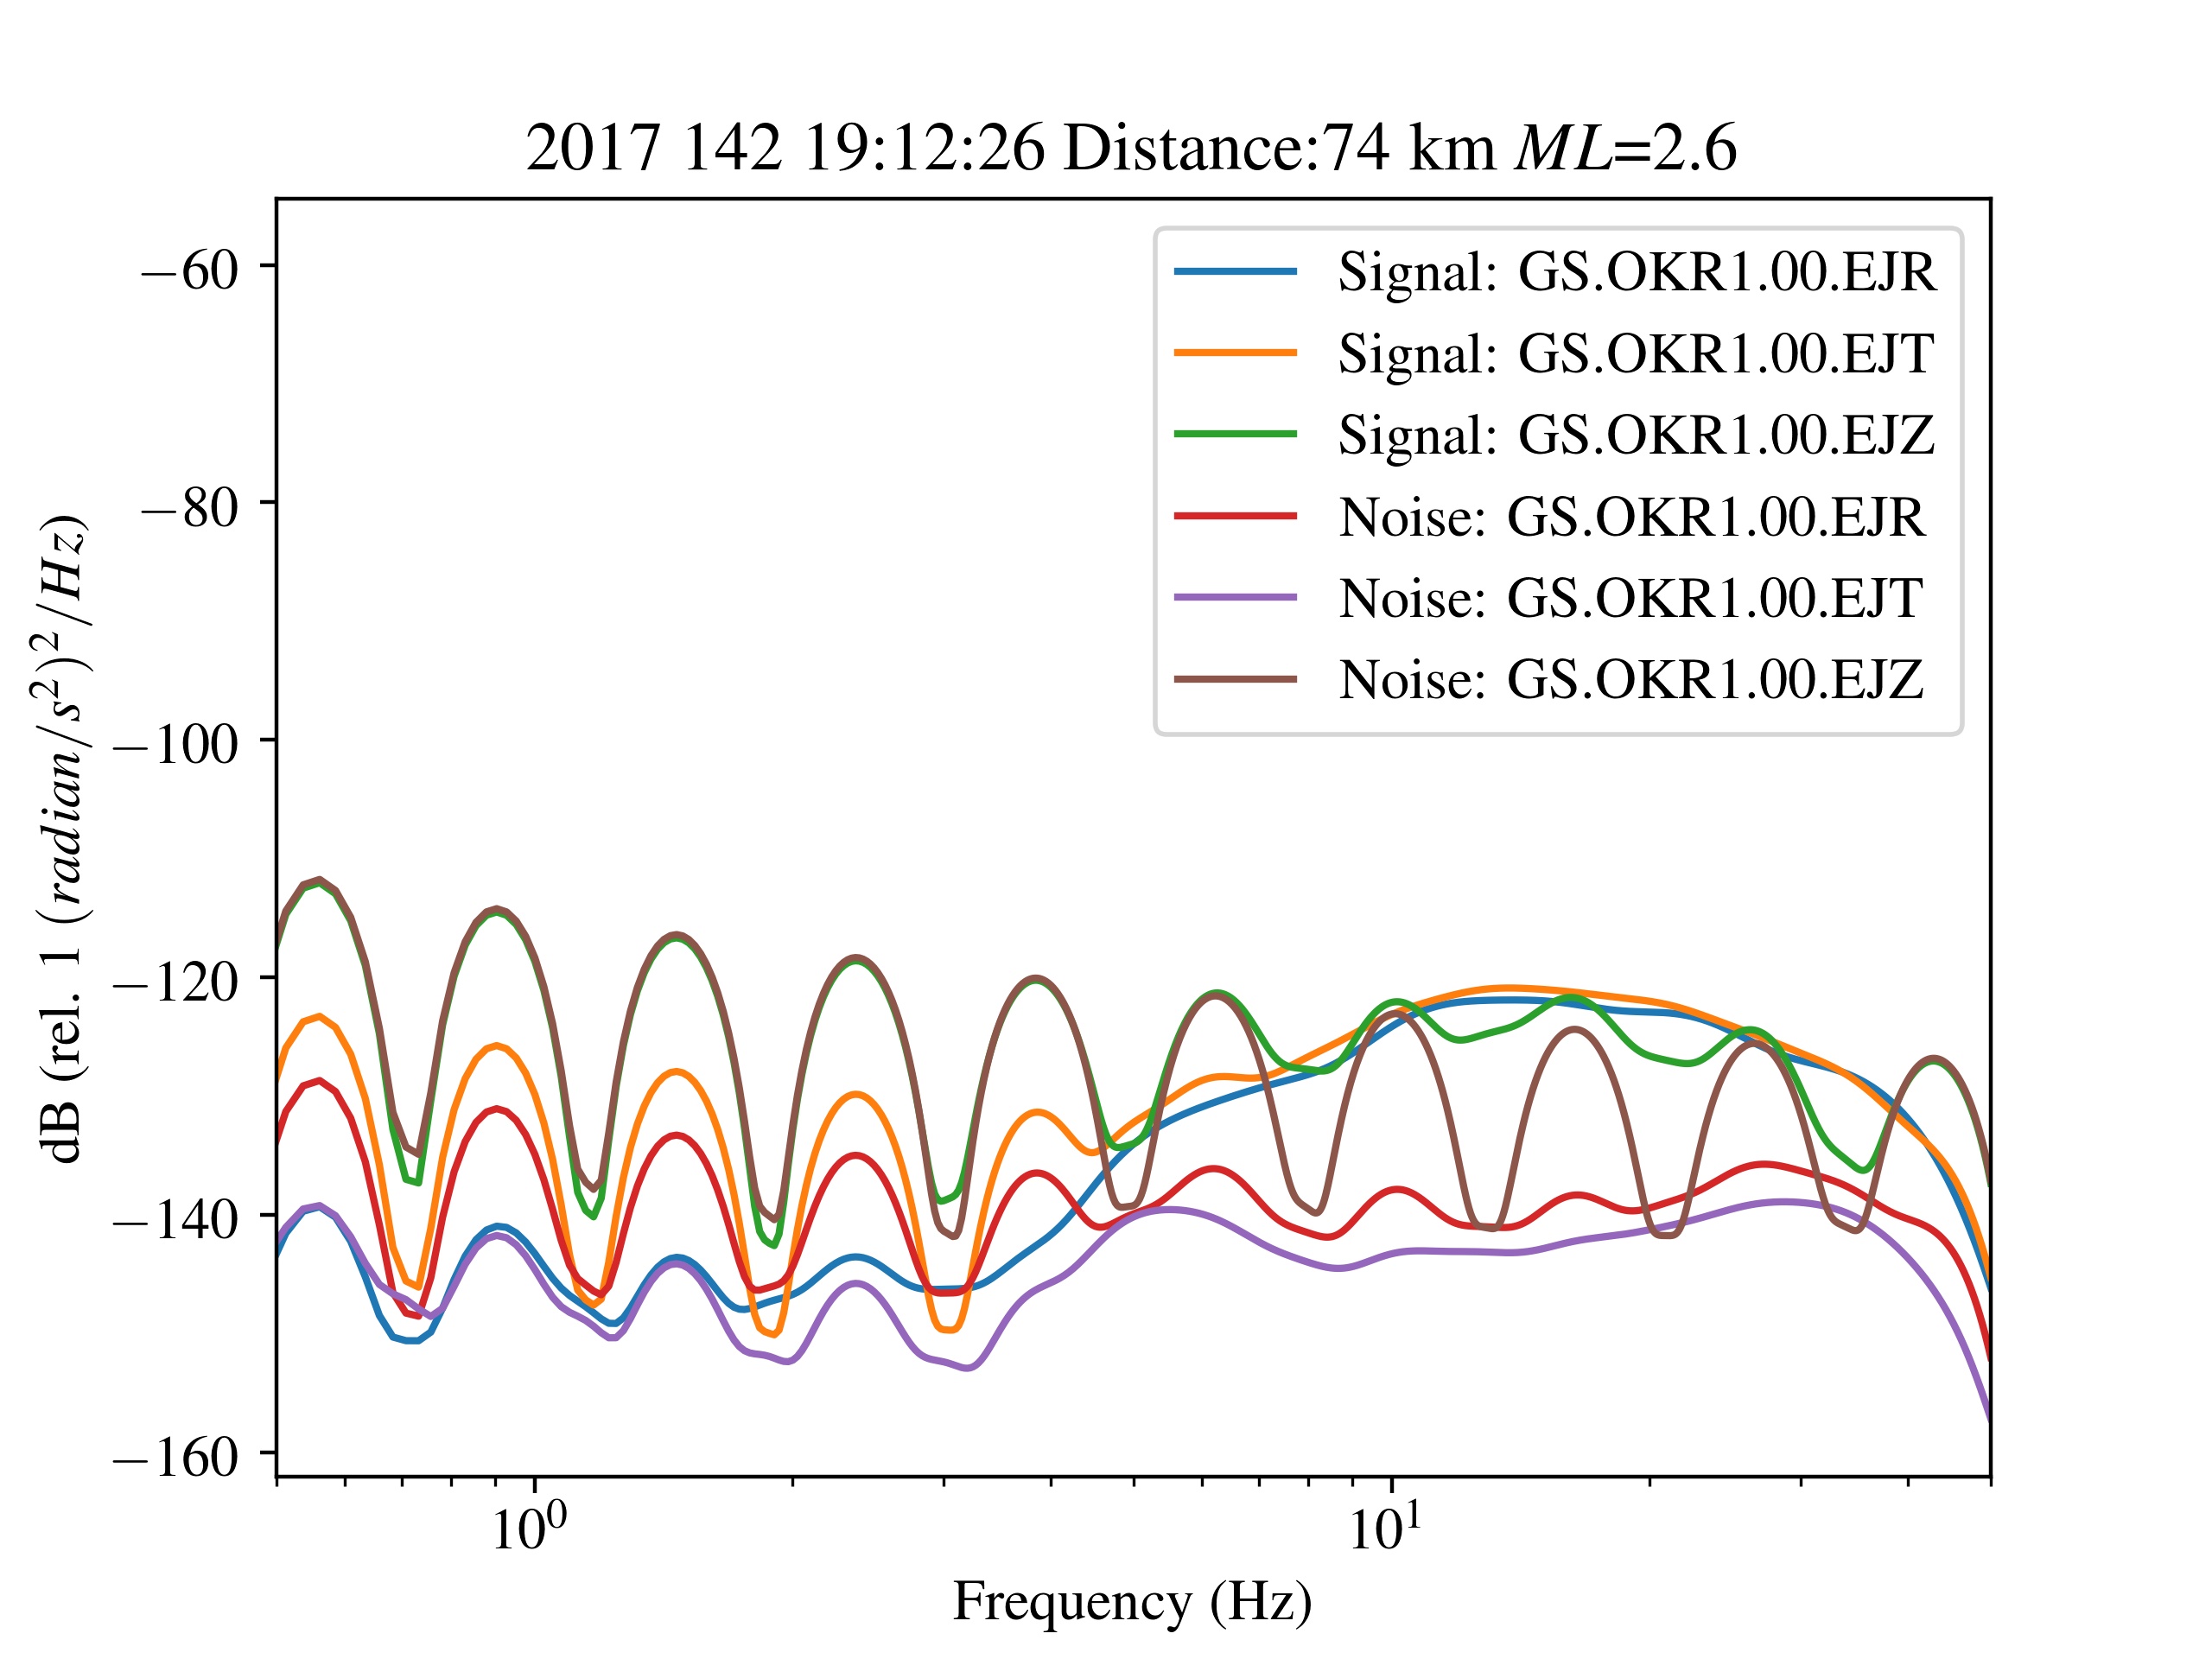 2017 142 19:12:26 Distance:74 km ML=2.6
Signal: GS.OKR1.00.EJR
Signal: GS.OKR1.00.EJT
Signal: GS.OKR1.00.EJZ
Noise: GS.OKR1.00.EJR
Noise: GS.OKR1.00.EJT
Noise: GS.OKR1.00.EJZ
dB (rel. 1 (radian/s²)²/Hz)
−60
−80
−100
−120
−140
−160
10⁰ 10¹
Frequency (Hz)